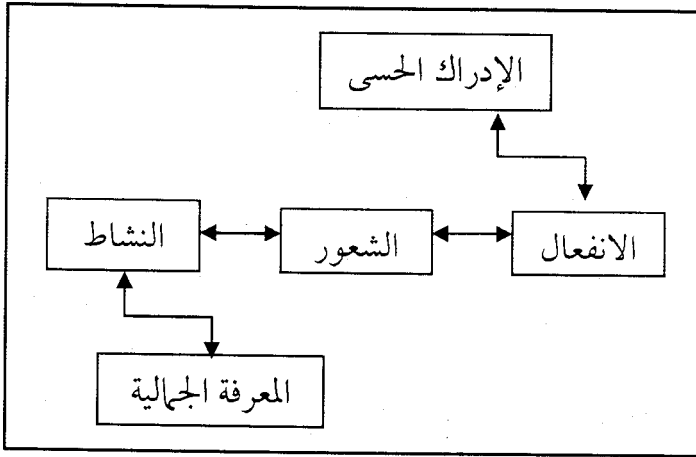 الإدراك الحسى
الانفعال
الشعور
النشاط
المعرفة الجمالية